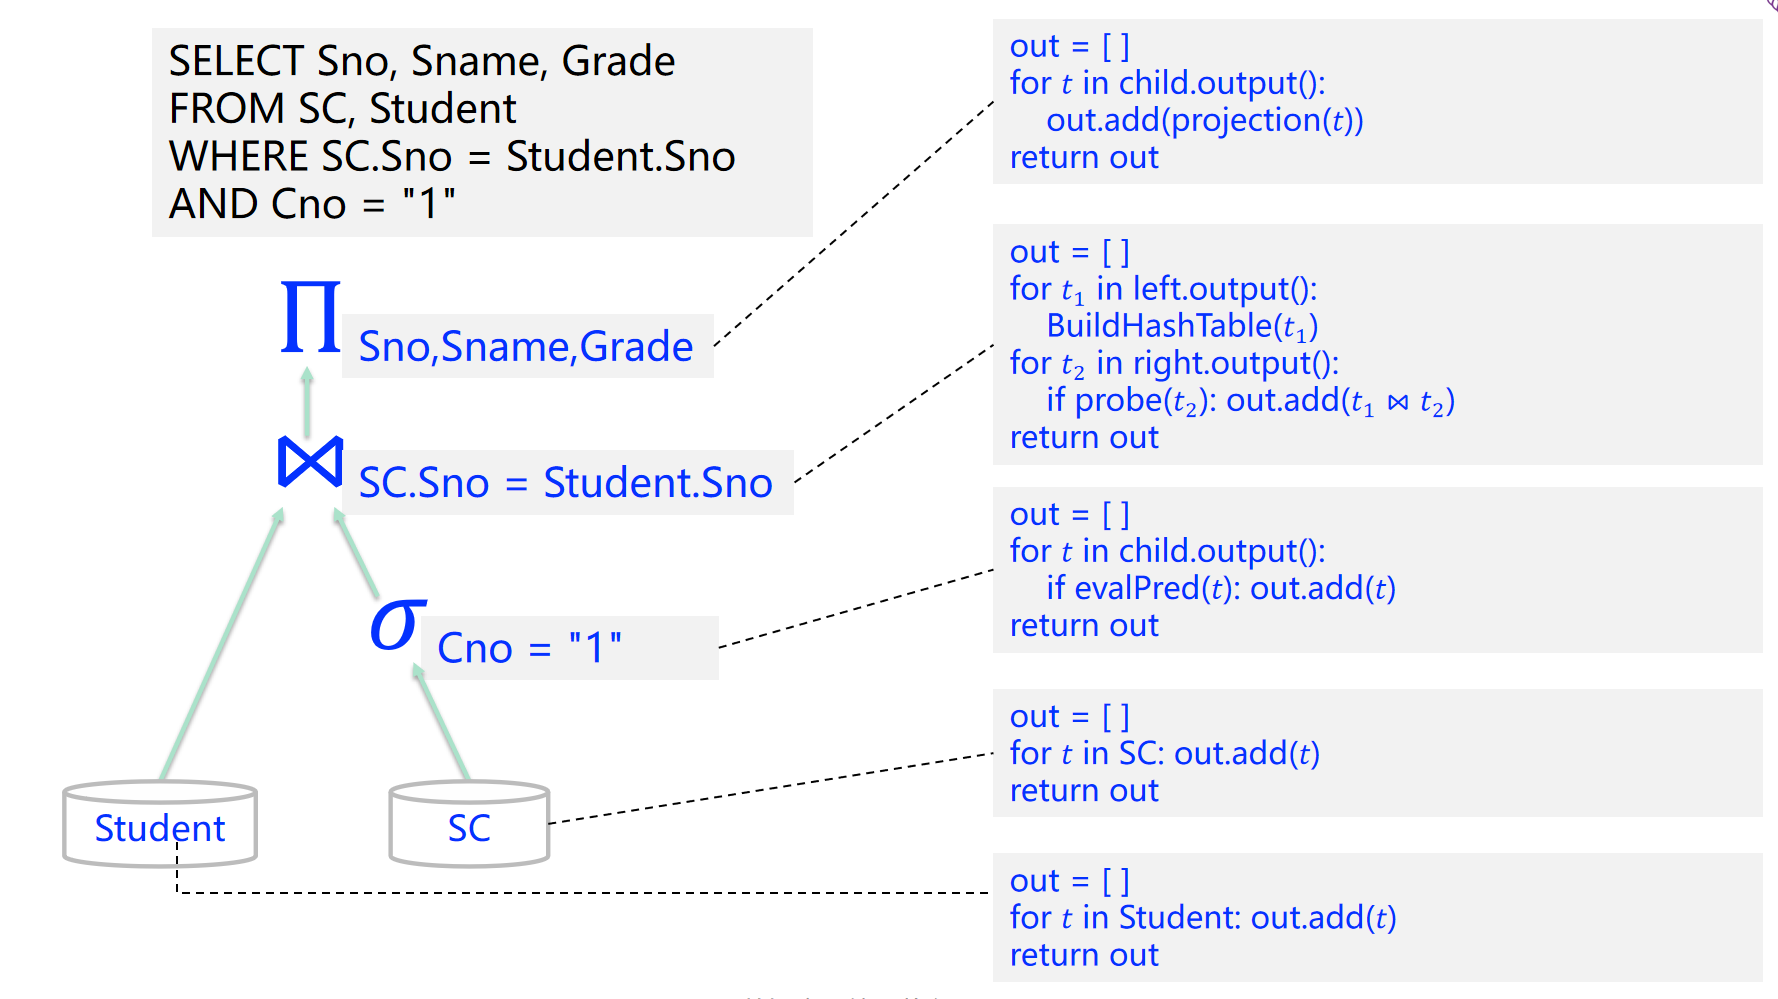 SELECT Sno, Sname, Grade
FROM SC, Student
WHERE SC.Sno = Student.Sno
AND Cno = "1"
∏
Sno,Sname,Grade
⋈
SC.Sno = Student.Sno
σ
Cno = "1"
Student
SC
out = [ ]
for t in child.output():
out.add(projection(t))
return out
out = [ ]
for t₁ in left.output():
BuildHashTable(t₁)
for t₂ in right.output():
if probe(t₂): out.add(t₁ ⋈ t₂)
return out
out = [ ]
for t in child.output():
if evalPred(t): out.add(t)
return out
out = [ ]
for t in SC: out.add(t)
return out
out = [ ]
for t in Student: out.add(t)
return out